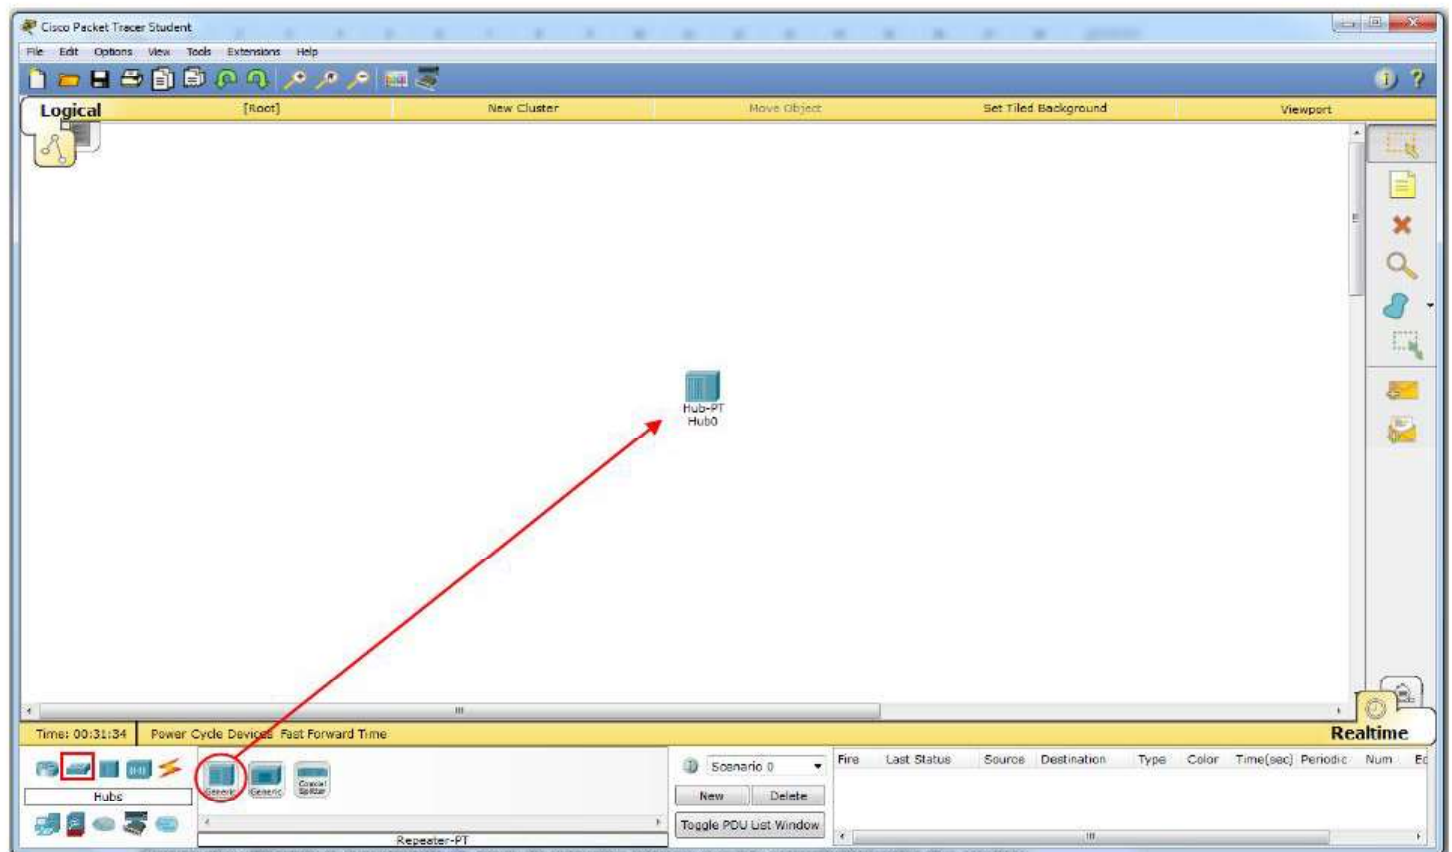 Cisco Packet Tracer Student
File Edit Options View Tools Extensions Help
Logical [Root] New Cluster Move Object Set Tiled Background Viewport
Hub-PT
Hub0
Time: 00:31:34 Power Cycle Devices Fast Forward Time Realtime
Hubs
Generic Generic Coaxial Splitter
Repeater-PT
Scenario 0
New Delete
Toggle PDU List Window
Fire Last Status Source Destination Type Color Time(sec) Periodic Num